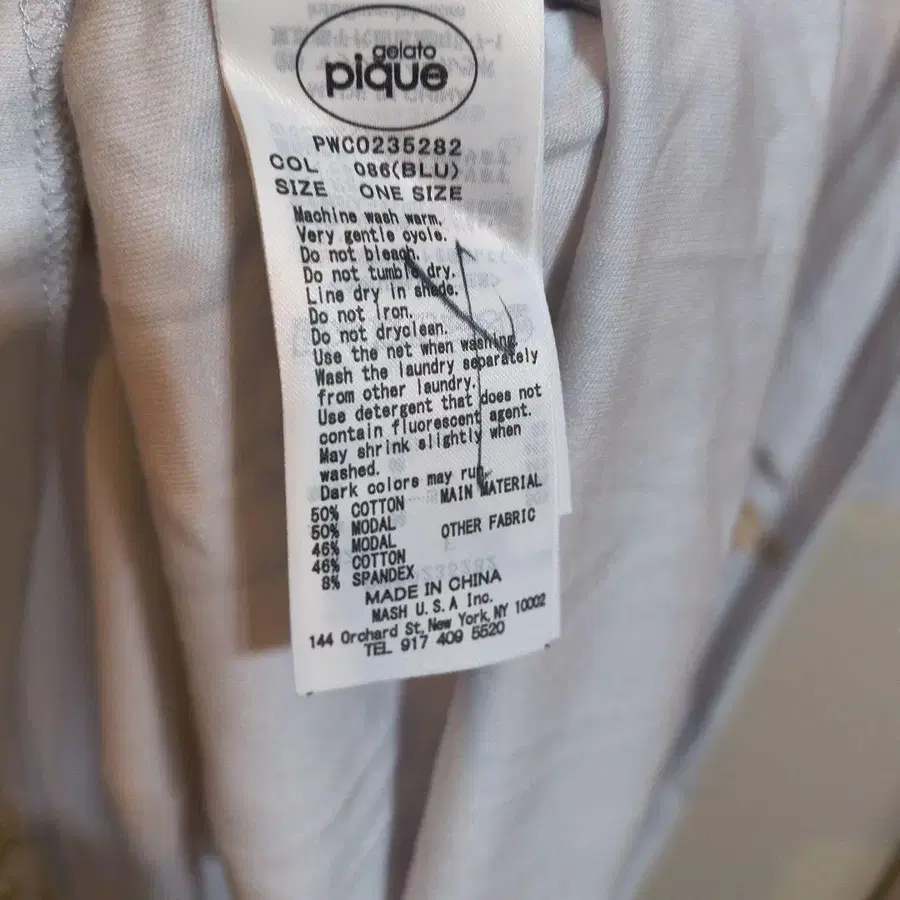 gelato
pique
PWCO235282
COL 086(BLU)
SIZE ONE SIZE
Machine wash warm.
Very gentle cycle.
Do not bleach.
Do not tumble dry.
Line dry in shade.
Do not iron.
Do not dryclean.
Use the net when washing.
Wash the laundry separately
from other laundry.
Use detergent that does not
contain fluorescent agent.
May shrink slightly when
washed.
Dark colors may run.
50% COTTON MAIN MATERIAL
50% MODAL
46% MODAL OTHER FABRIC
46% COTTON
8% SPANDEX
MADE IN CHINA
MASH U.S.A Inc.
144 Orchard St, New York, NY 10002
TEL 917 409 5520